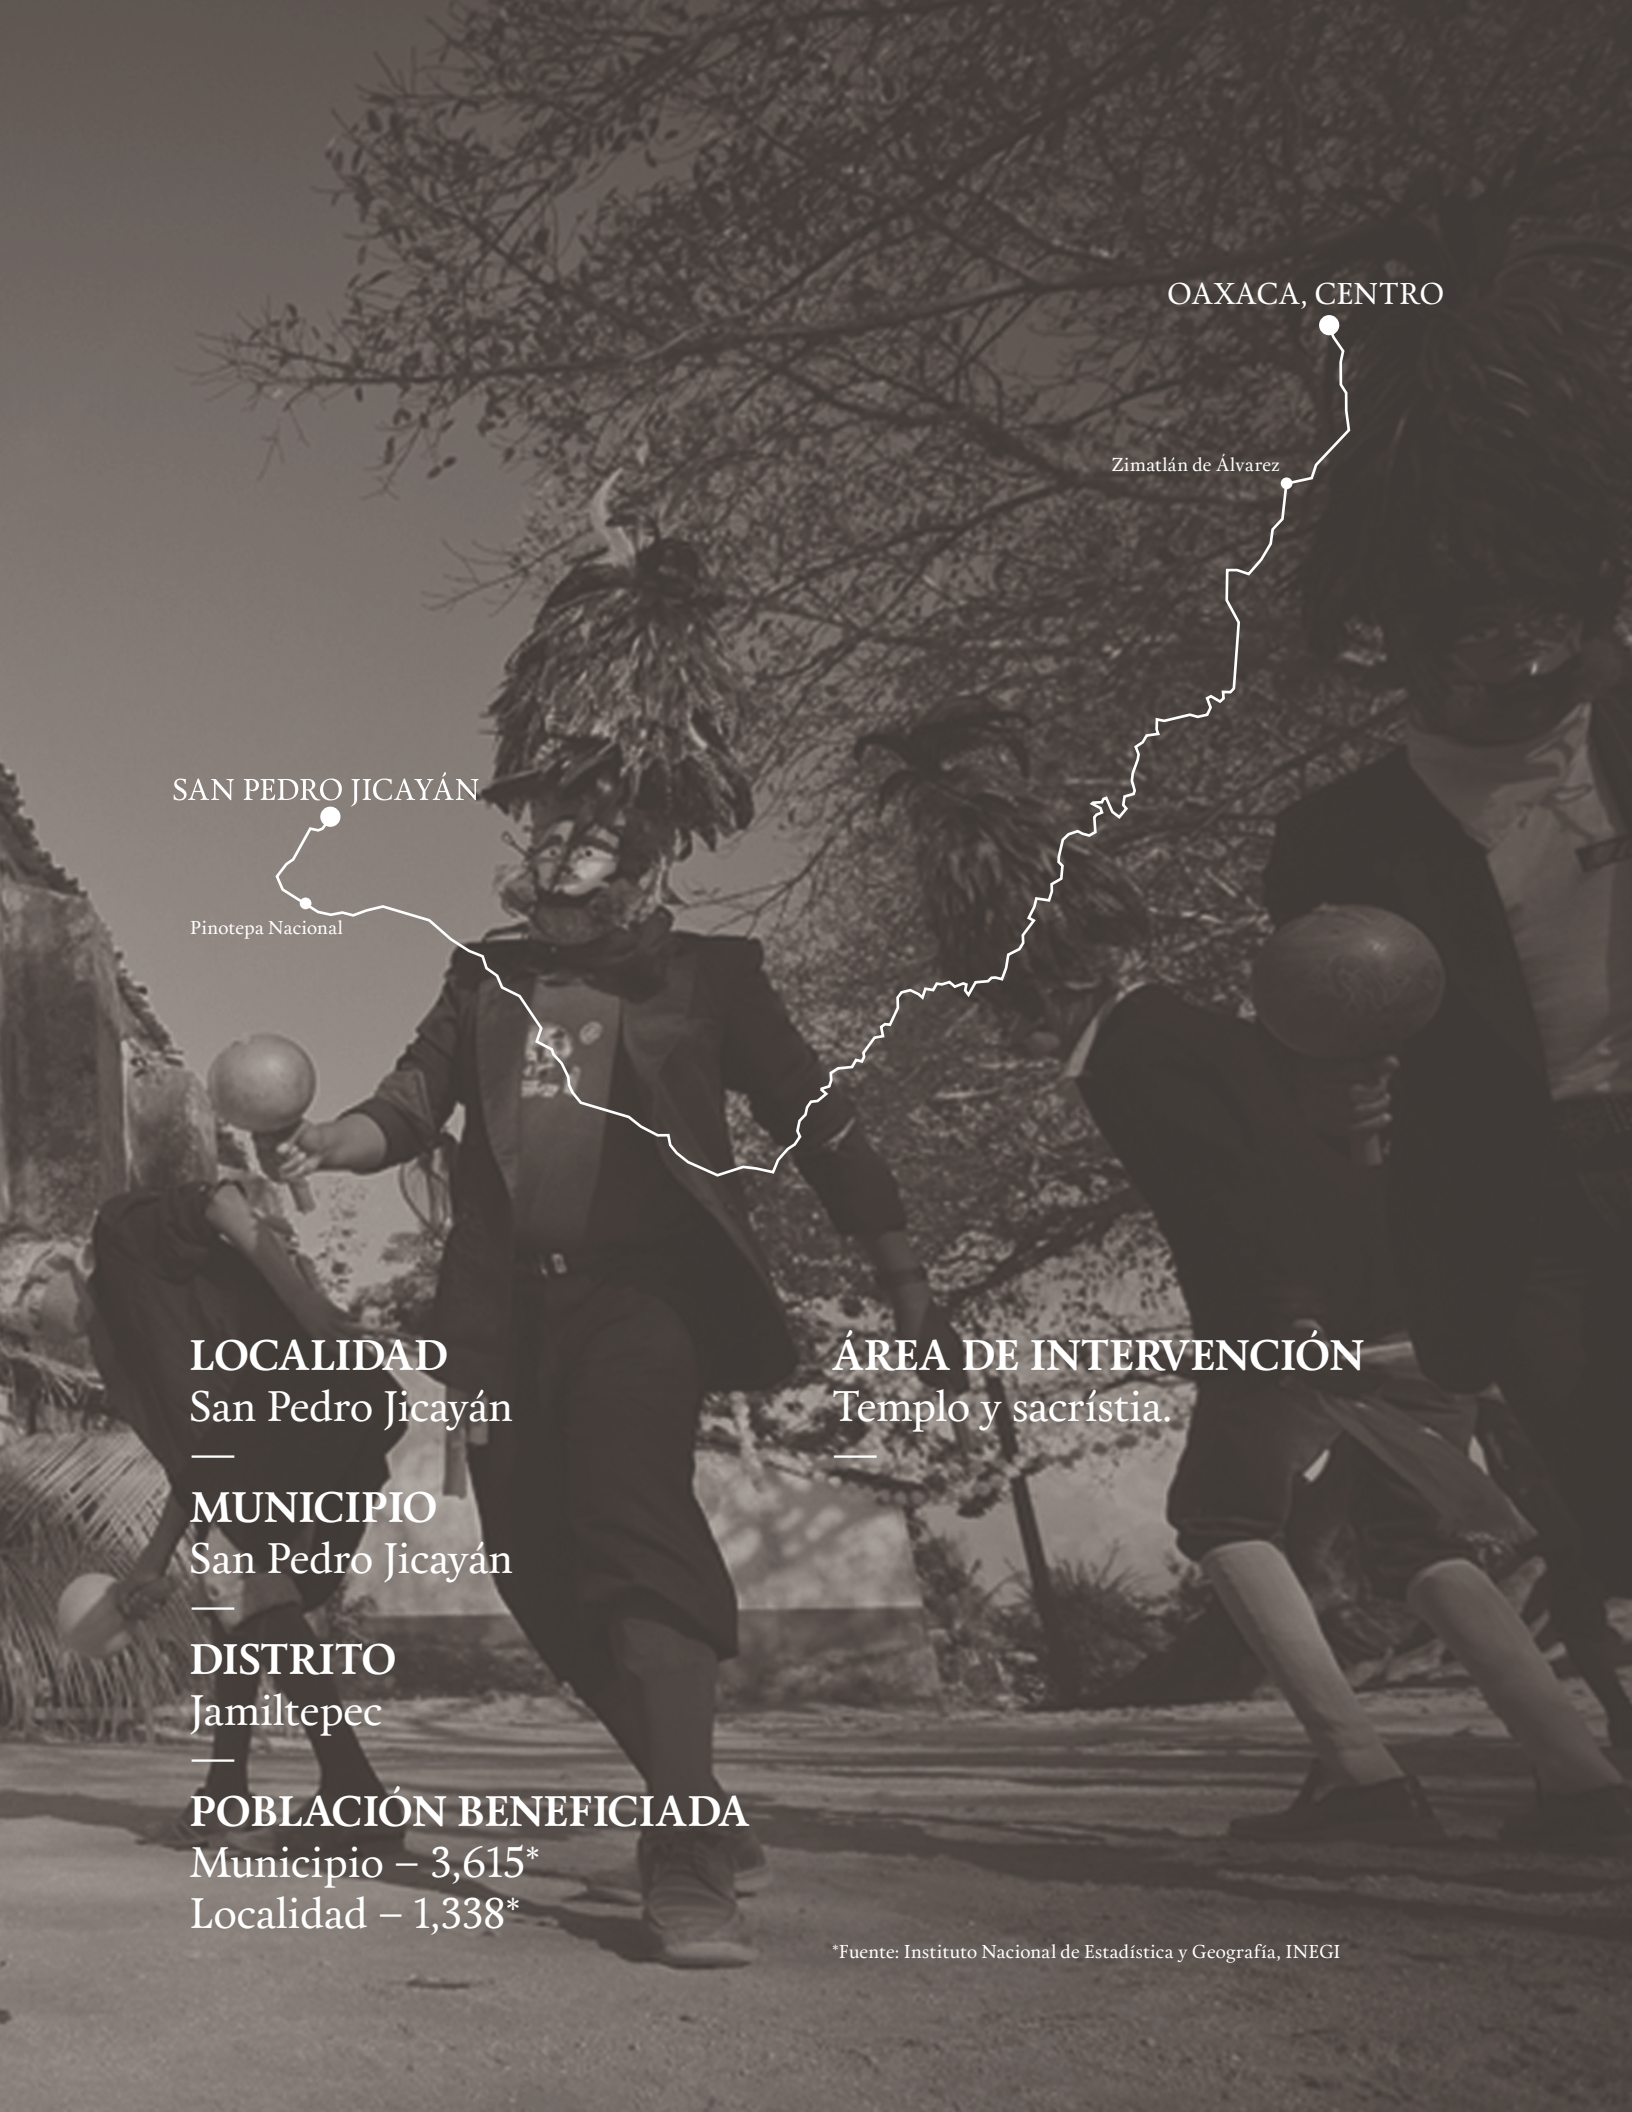 OAXACA, CENTRO
Zimatlán de Álvarez
SAN PEDRO JICAYÁN
Pinotepa Nacional
LOCALIDAD
San Pedro Jicayán
MUNICIPIO
San Pedro Jicayán
DISTRITO
Jamiltepec
POBLACIÓN BENEFICIADA
Municipio – 3,615*
Localidad – 1,338*
ÁREA DE INTERVENCIÓN
Templo y sacrístia.
*Fuente: Instituto Nacional de Estadística y Geografía, INEGI